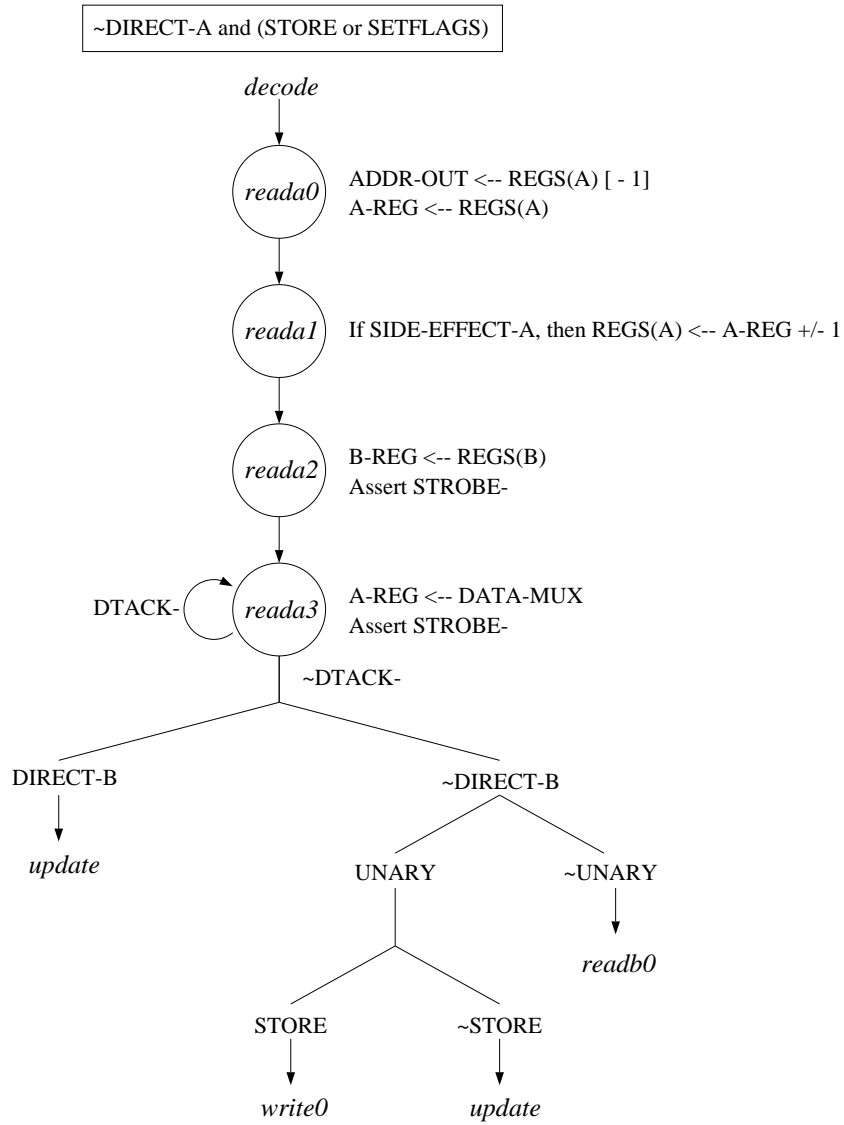 ~DIRECT-A and (STORE or SETFLAGS)
decode
reada0
ADDR-OUT <-- REGS(A) [ - 1]
A-REG <-- REGS(A)
reada1
If SIDE-EFFECT-A, then REGS(A) <-- A-REG +/- 1
reada2
B-REG <-- REGS(B)
Assert STROBE-
DTACK-
reada3
A-REG <-- DATA-MUX
Assert STROBE-
~DTACK-
DIRECT-B
~DIRECT-B
update
UNARY
~UNARY
readb0
STORE
~STORE
write0
update